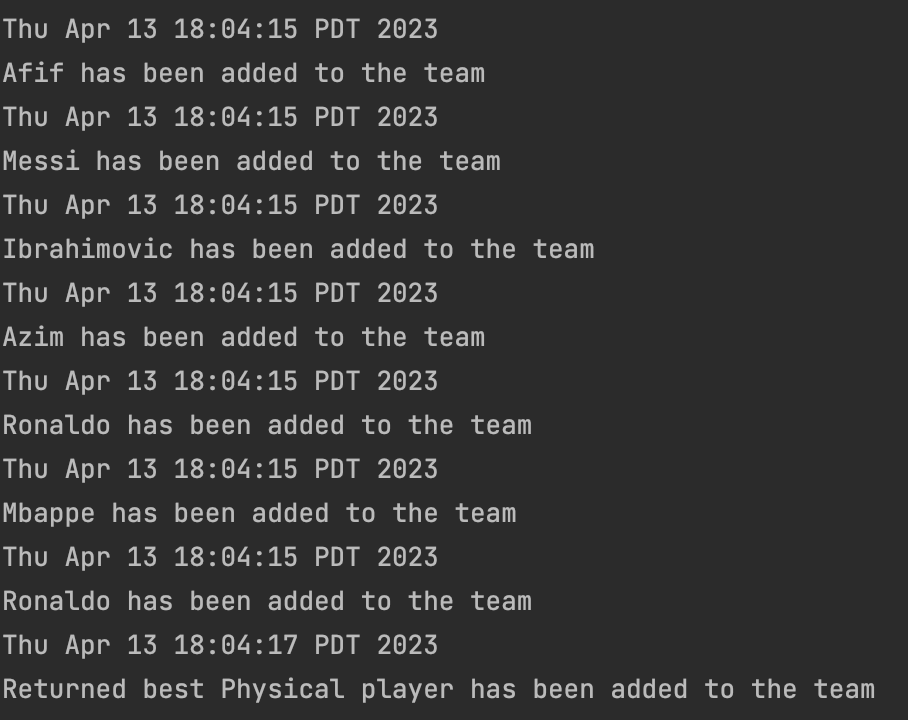 Thu Apr 13 18:04:15 PDT 2023
Afif has been added to the team
Thu Apr 13 18:04:15 PDT 2023
Messi has been added to the team
Thu Apr 13 18:04:15 PDT 2023
Ibrahimovic has been added to the team
Thu Apr 13 18:04:15 PDT 2023
Azim has been added to the team
Thu Apr 13 18:04:15 PDT 2023
Ronaldo has been added to the team
Thu Apr 13 18:04:15 PDT 2023
Mbappe has been added to the team
Thu Apr 13 18:04:15 PDT 2023
Ronaldo has been added to the team
Thu Apr 13 18:04:17 PDT 2023
Returned best Physical player has been added to the team